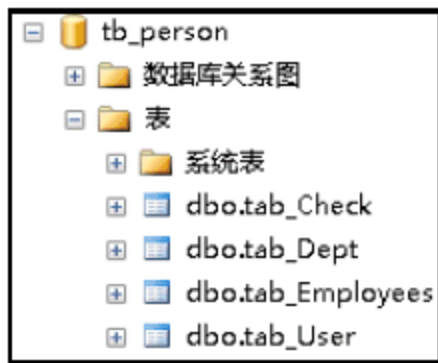 tb_person
数据库关系图
表
系统表
dbo.tab_Check
dbo.tab_Dept
dbo.tab_Employees
dbo.tab_User